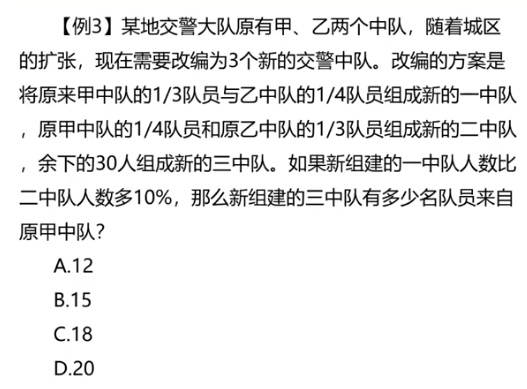 【例3】某地交警大队原有甲、乙两个中队，随着城区
的扩张，现在需要改编为3个新的交警中队。改编的方案是
将原来甲中队的1/3队员与乙中队的1/4队员组成新的一中队
，原甲中队的1/4队员和原乙中队的1/3队员组成新的二中队
，余下的30人组成新的三中队。如果新组建的一中队人数比
二中队人数多10%，那么新组建的三中队有多少名队员来自
原甲中队？
A.12
B.15
C.18
D.20